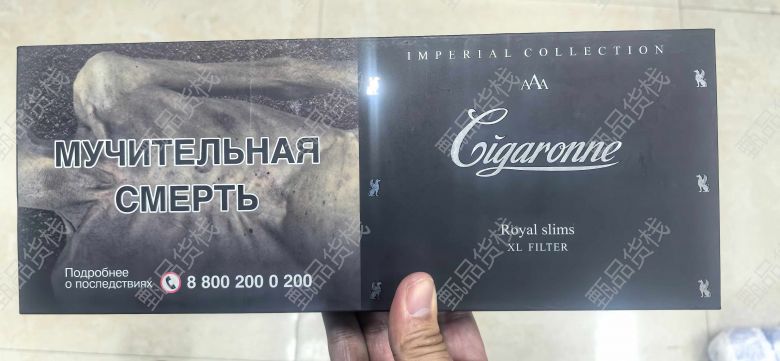 МУЧИТЕЛЬНАЯ
СМЕРТЬ
Подробнее
о последствиях
8 800 200 0 200
IMPERIAL COLLECTION
AAA
Cigaronne
Royal slims
XL FILTER
甄品货栈